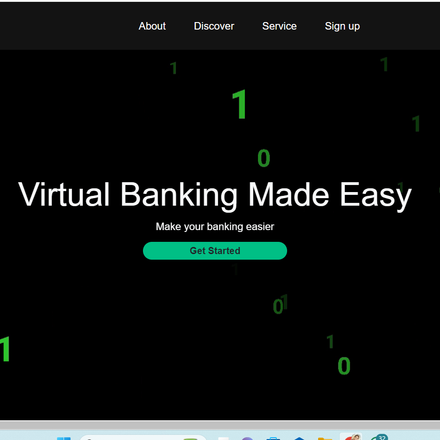 About Discover Service Sign up
1 1
1
1
0
Virtual Banking Made Easy
Make your banking easier
Get Started
0 1
1 1
0